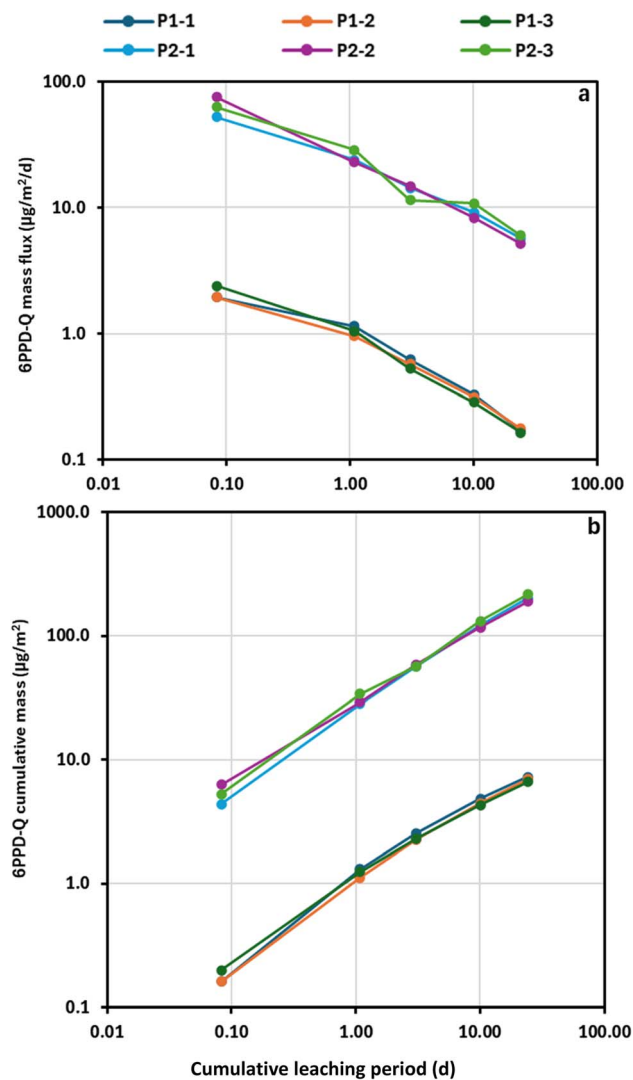 P1-1 P1-2 P1-3
P2-1 P2-2 P2-3
a
6PPD-Q mass flux (µg/m²/d)
100.0
10.0
1.0
0.1
0.01 0.10 1.00 10.00 100.00
b
6PPD-Q cumulative mass (µg/m²)
1000.0
100.0
10.0
1.0
0.1
0.01 0.10 1.00 10.00 100.00
Cumulative leaching period (d)